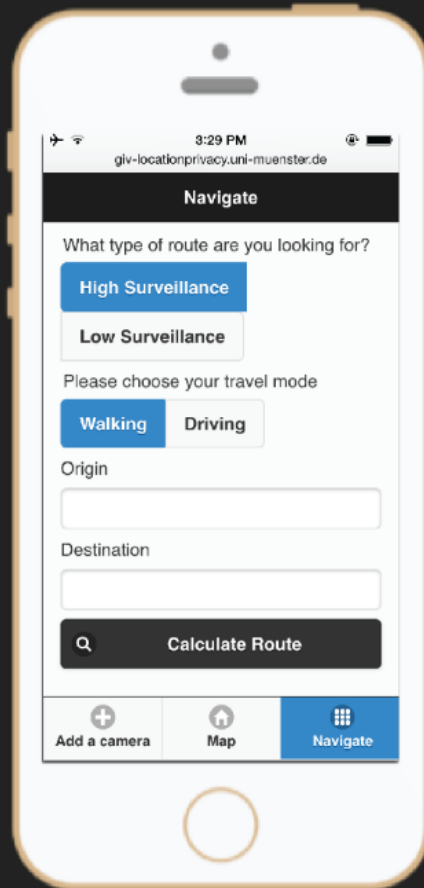 3:29 PM
giv-locationprivacy.uni-muenster.de
Navigate
What type of route are you looking for?
High Surveillance
Low Surveillance
Please choose your travel mode
Walking Driving
Origin
Destination
Calculate Route
Add a camera Map Navigate